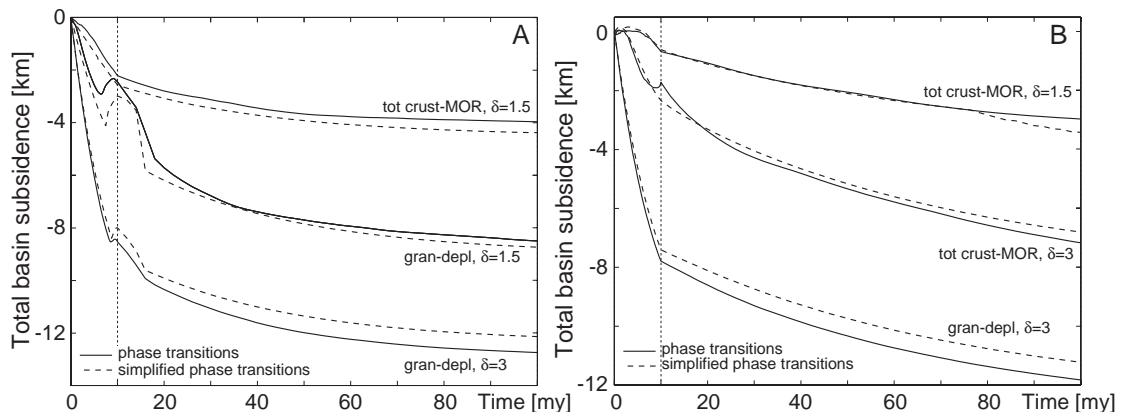 A
Total basin subsidence [km]
0
-4
-8
-12
tot crust-MOR, δ=1.5
gran-depl, δ=1.5
gran-depl, δ=3
phase transitions
simplified phase transitions
0 20 40 60 80 Time [my]
B
Total basin subsidence [km]
0
-4
-8
-12
tot crust-MOR, δ=1.5
tot crust-MOR, δ=3
gran-depl, δ=3
phase transitions
simplified phase transitions
0 20 40 60 80 Time [my]